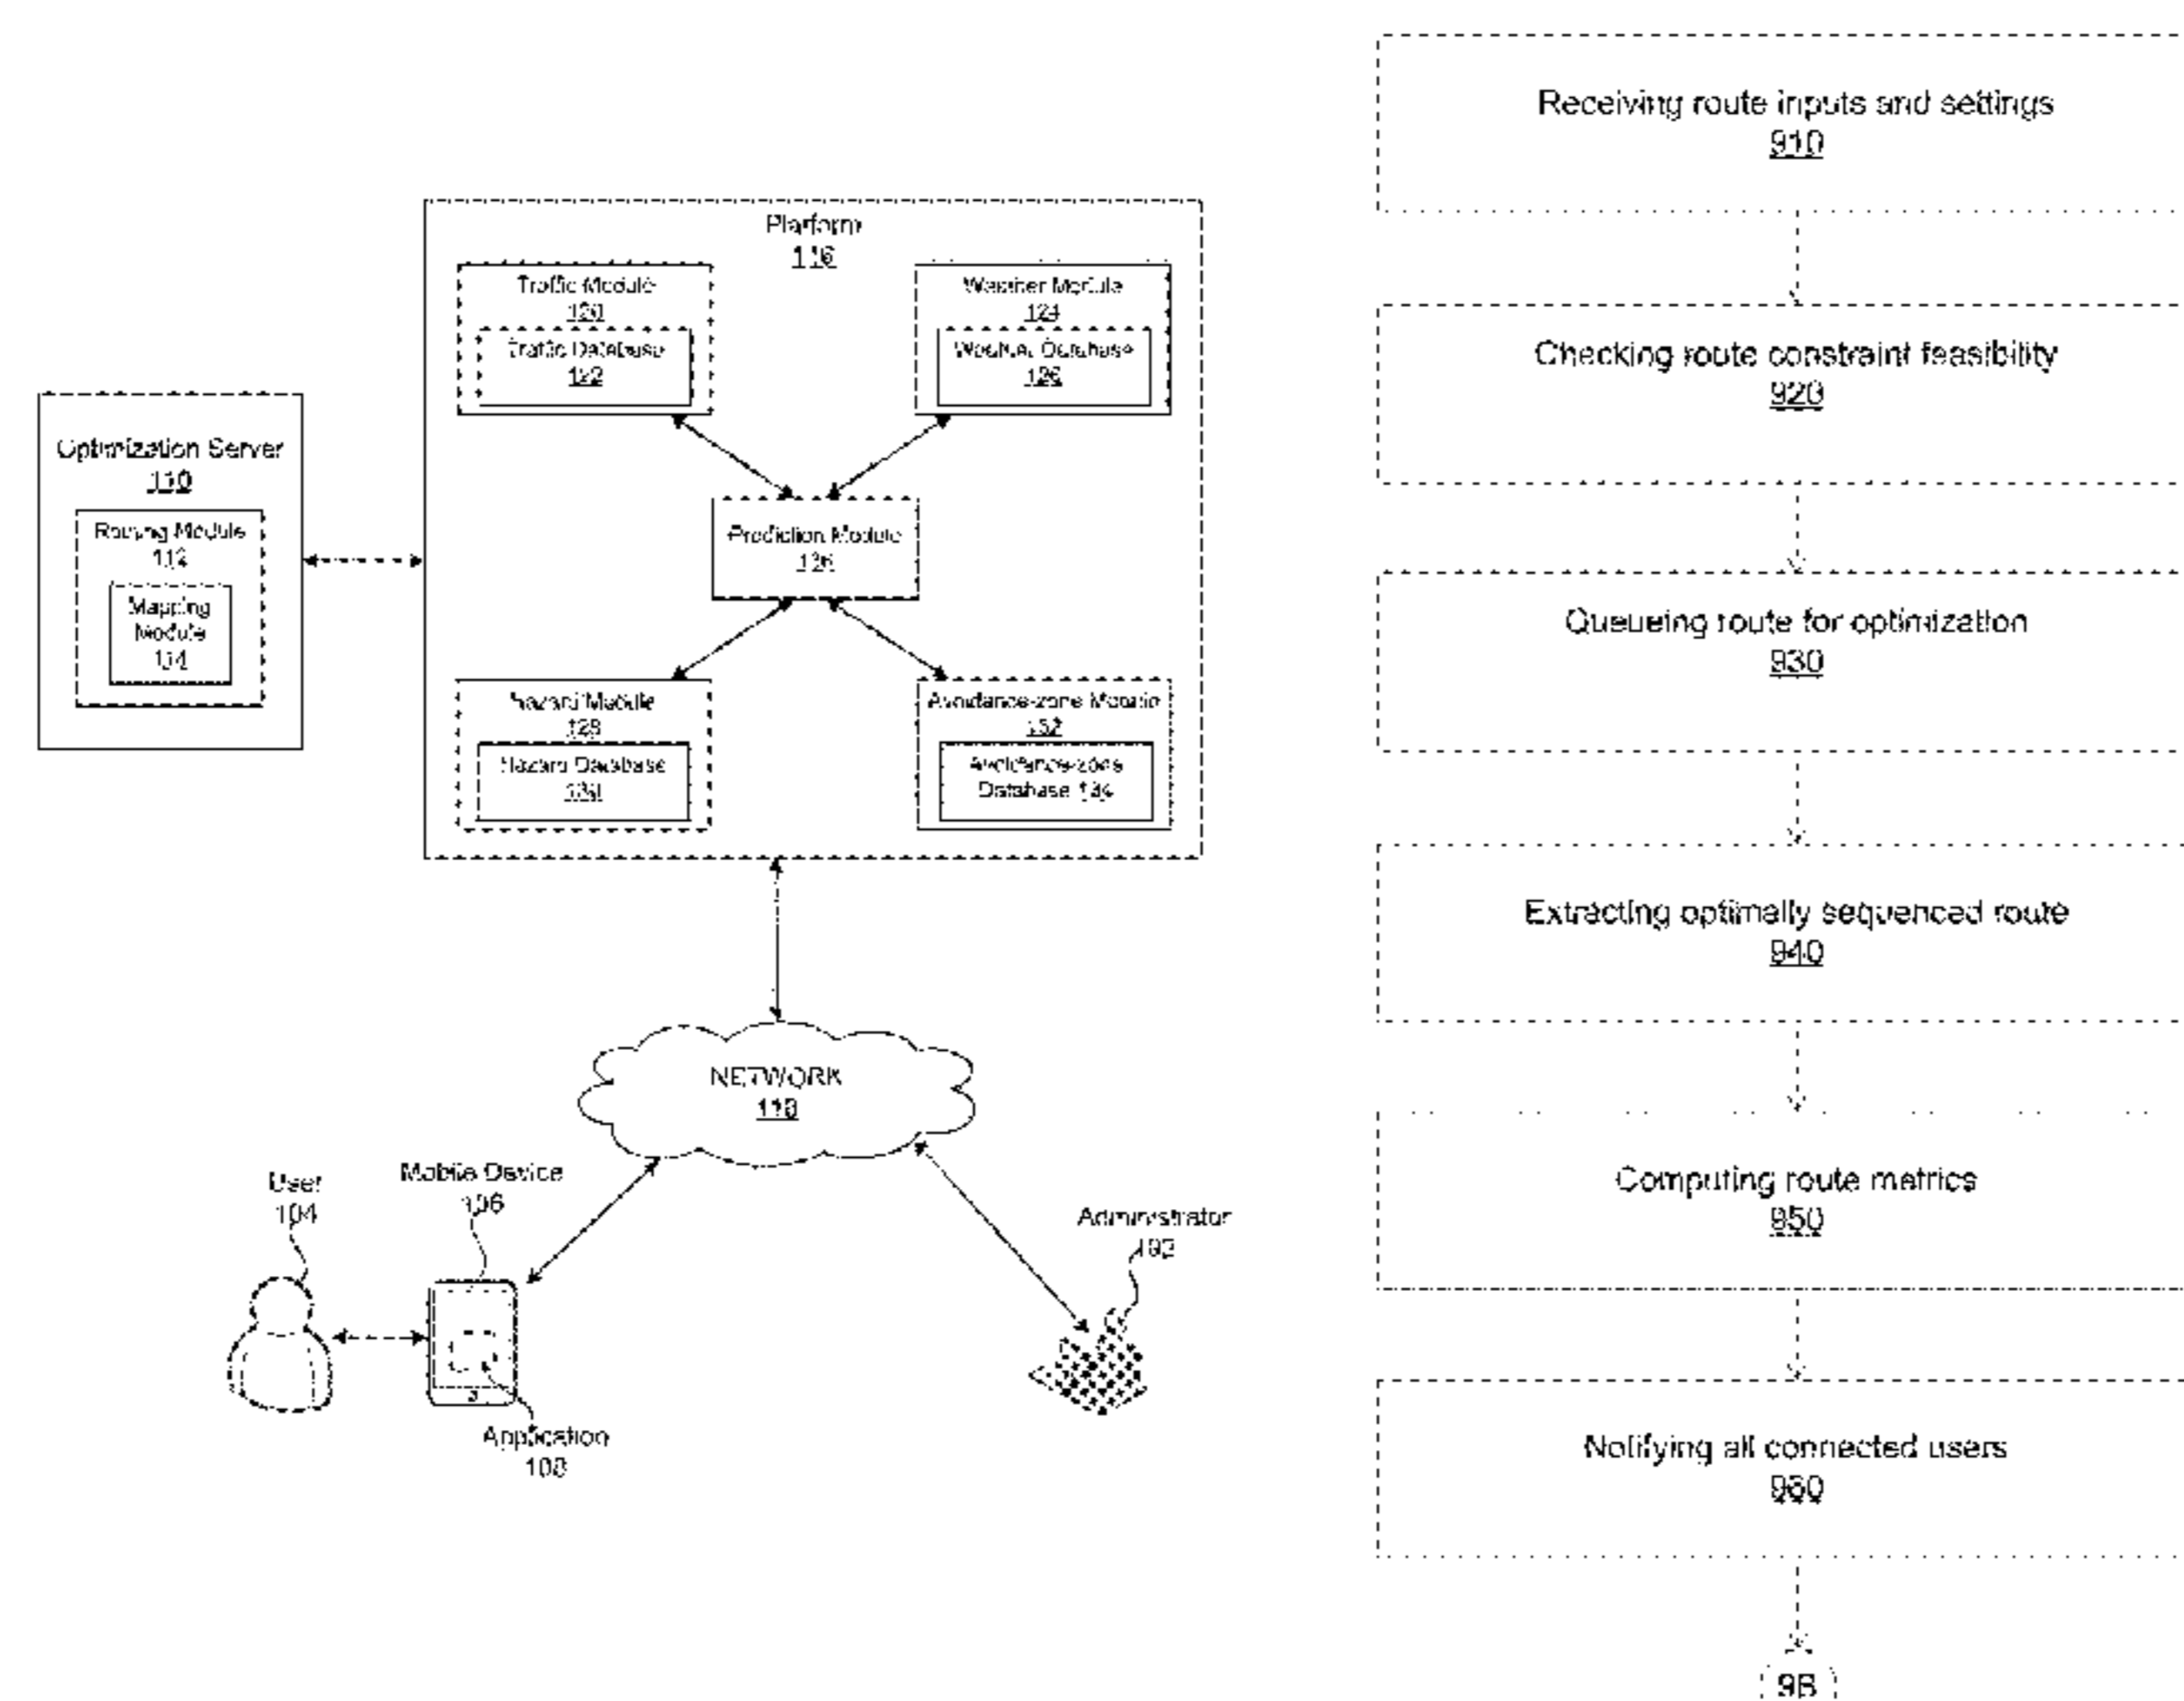 Platform
116
Traffic Module
120
Traffic Database
122
Weather Module
124
Weather Database
126
Optimization Server
110
Routing Module
112
Mapping
Module
114
Prediction Module
136
Hazard Module
128
Hazard Database
130
Avoidance-zone Module
132
Avoidance-zone
Database 134
NETWORK
118
User
104
Mobile Device
106
Administrator
102
Application
108
Receiving route inputs and settings
910
Checking route constraint feasibility
920
Queueing route for optimization
930
Extracting optimally sequenced route
940
Computing route metrics
950
Notifying all connected users
960
9B